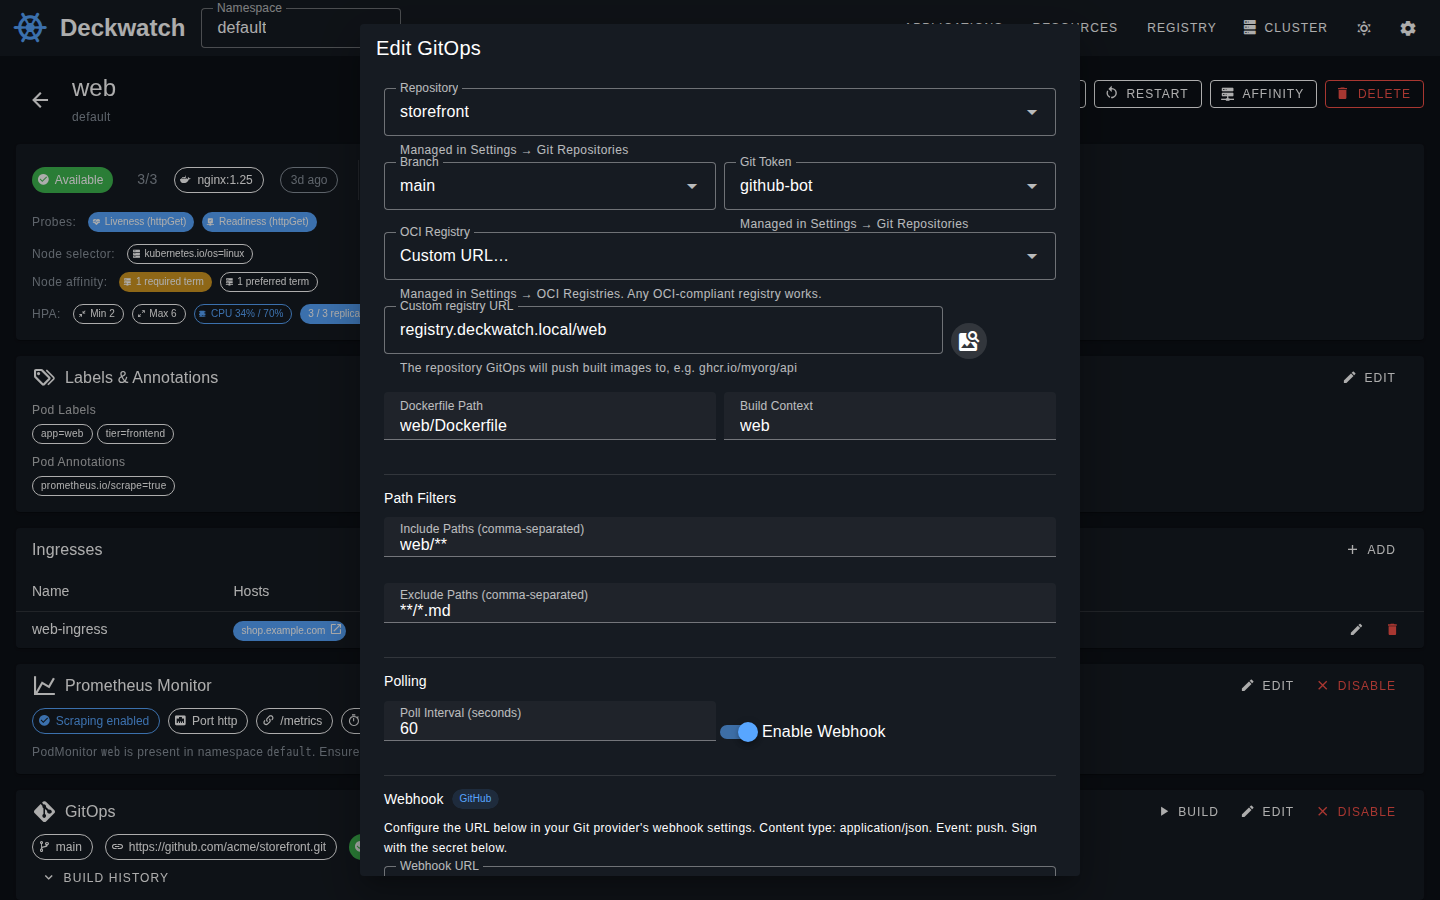 Deckwatch
Namespace
default
RESOURCES
REGISTRY
CLUSTER
web
default
RESTART
AFFINITY
DELETE
Available
3/3
nginx:1.25
3d ago
Probes:
Liveness (httpGet)
Readiness (httpGet)
Node selector:
kubernetes.io/os=linux
Node affinity:
1 required term
1 preferred term
HPA:
Min 2
Max 6
CPU 34% / 70%
3 / 3 replica
Labels & Annotations
EDIT
Pod Labels
app=web
tier=frontend
Pod Annotations
prometheus.io/scrape=true
Ingresses
ADD
Name
Hosts
web-ingress
shop.example.com
Prometheus Monitor
EDIT
DISABLE
Scraping enabled
Port http
/metrics
PodMonitor web is present in namespace default. Ensure
GitOps
BUILD
EDIT
DISABLE
main
https://github.com/acme/storefront.git
BUILD HISTORY
Edit GitOps
Repository
storefront
Managed in Settings → Git Repositories
Branch
main
Git Token
github-bot
Managed in Settings → Git Repositories
OCI Registry
Custom URL…
Managed in Settings → OCI Registries. Any OCI-compliant registry works.
Custom registry URL
registry.deckwatch.local/web
The repository GitOps will push built images to, e.g. ghcr.io/myorg/api
Dockerfile Path
web/Dockerfile
Build Context
web
Path Filters
Include Paths (comma-separated)
web/**
Exclude Paths (comma-separated)
**/*.md
Polling
Poll Interval (seconds)
60
Enable Webhook
Webhook
GitHub
Configure the URL below in your Git provider's webhook settings. Content type: application/json. Event: push. Sign
with the secret below.
Webhook URL